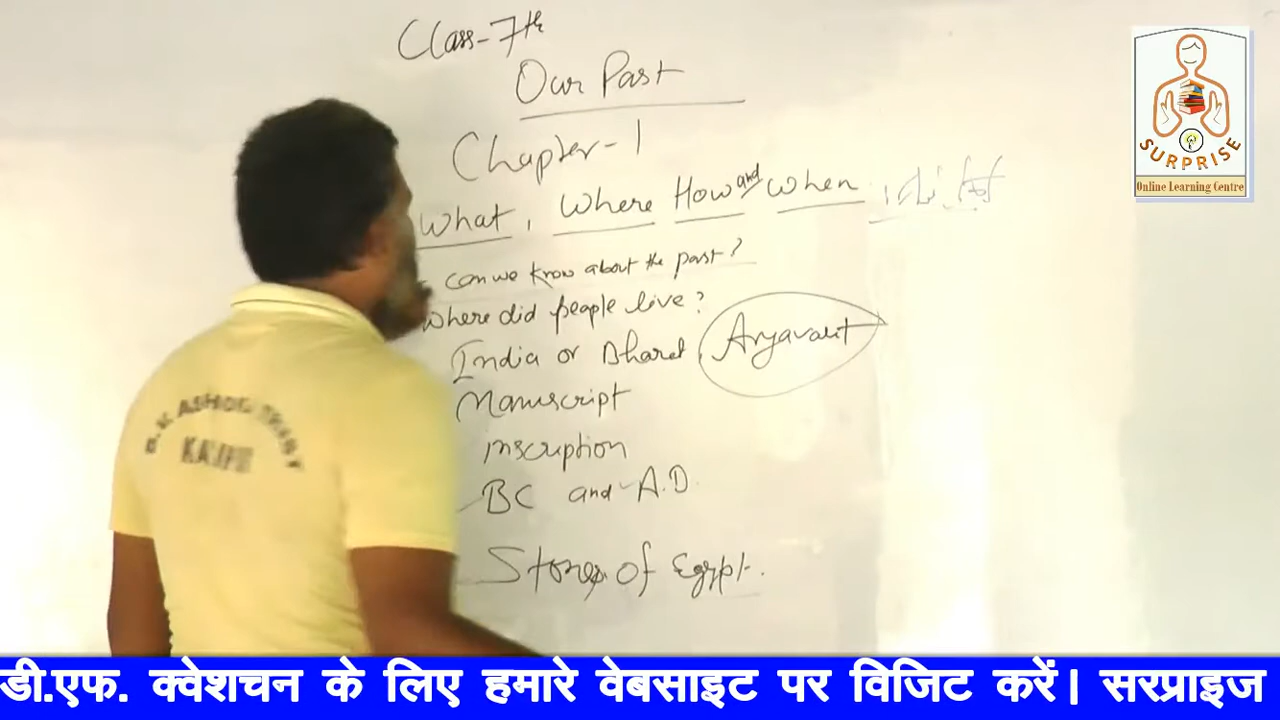 Class-7th
Our Past
Chapter-1
What, Where How and When
can we know about the past?
where did people live?
India or Bharat, Aryavart
Manuscript
inscription
BC and A.D.
Stones of Egypt.
SURPRISE
Online Learning Centre
KANPUR
डी.एफ. क्वेशचन के लिए हमारे वेबसाइट पर विजिट करें। सरप्राइज